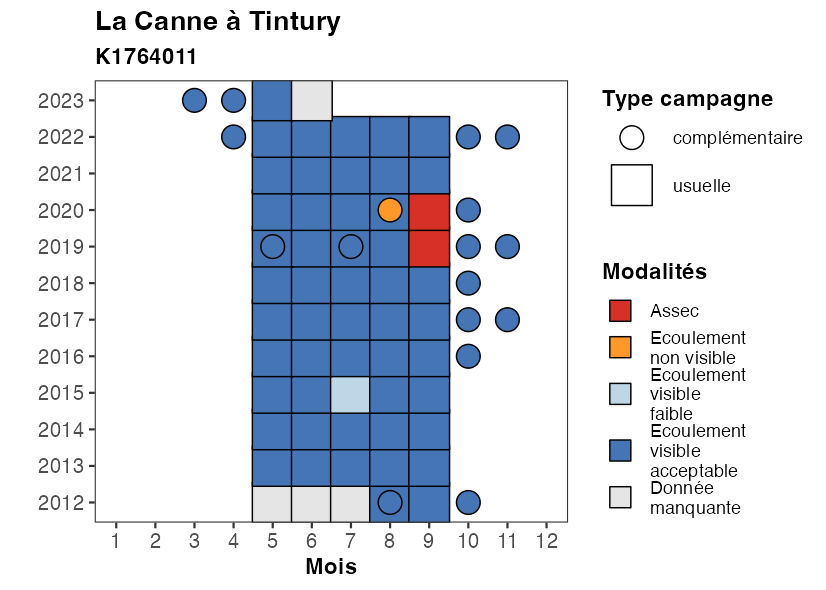 La Canne à Tintury
K1764011
2023
2022
2021
2020
2019
2018
2017
2016
2015
2014
2013
2012
1 2 3 4 5 6 7 8 9 10 11 12
Mois
Type campagne
complémentaire
usuelle
Modalités
Assec
Ecoulement
non visible
Ecoulement
visible
faible
Ecoulement
visible
acceptable
Donnée
manquante